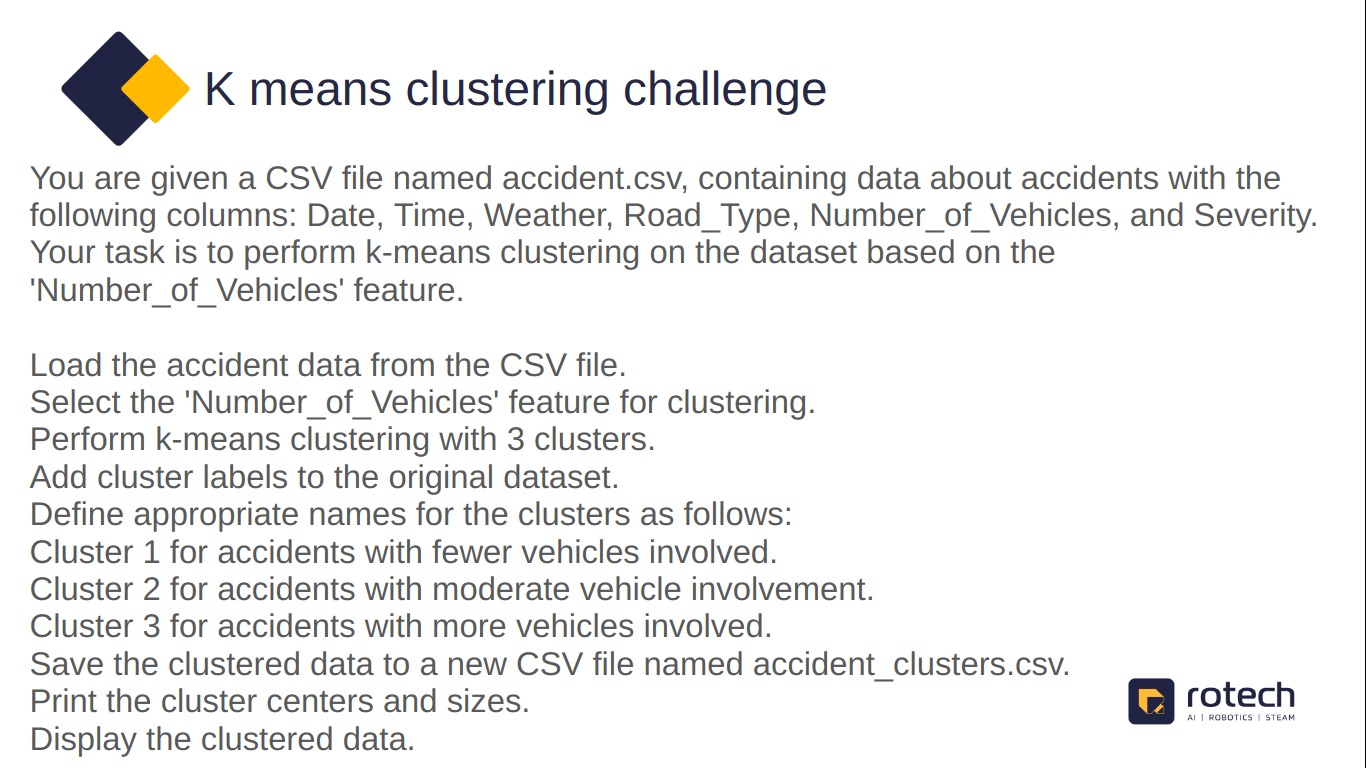 K means clustering challenge
You are given a CSV file named accident.csv, containing data about accidents with the
following columns: Date, Time, Weather, Road_Type, Number_of_Vehicles, and Severity.
Your task is to perform k-means clustering on the dataset based on the
'Number_of_Vehicles' feature.
Load the accident data from the CSV file.
Select the 'Number_of_Vehicles' feature for clustering.
Perform k-means clustering with 3 clusters.
Add cluster labels to the original dataset.
Define appropriate names for the clusters as follows:
Cluster 1 for accidents with fewer vehicles involved.
Cluster 2 for accidents with moderate vehicle involvement.
Cluster 3 for accidents with more vehicles involved.
Save the clustered data to a new CSV file named accident_clusters.csv.
Print the cluster centers and sizes.
Display the clustered data.
rotech
AI | ROBOTICS | STEAM